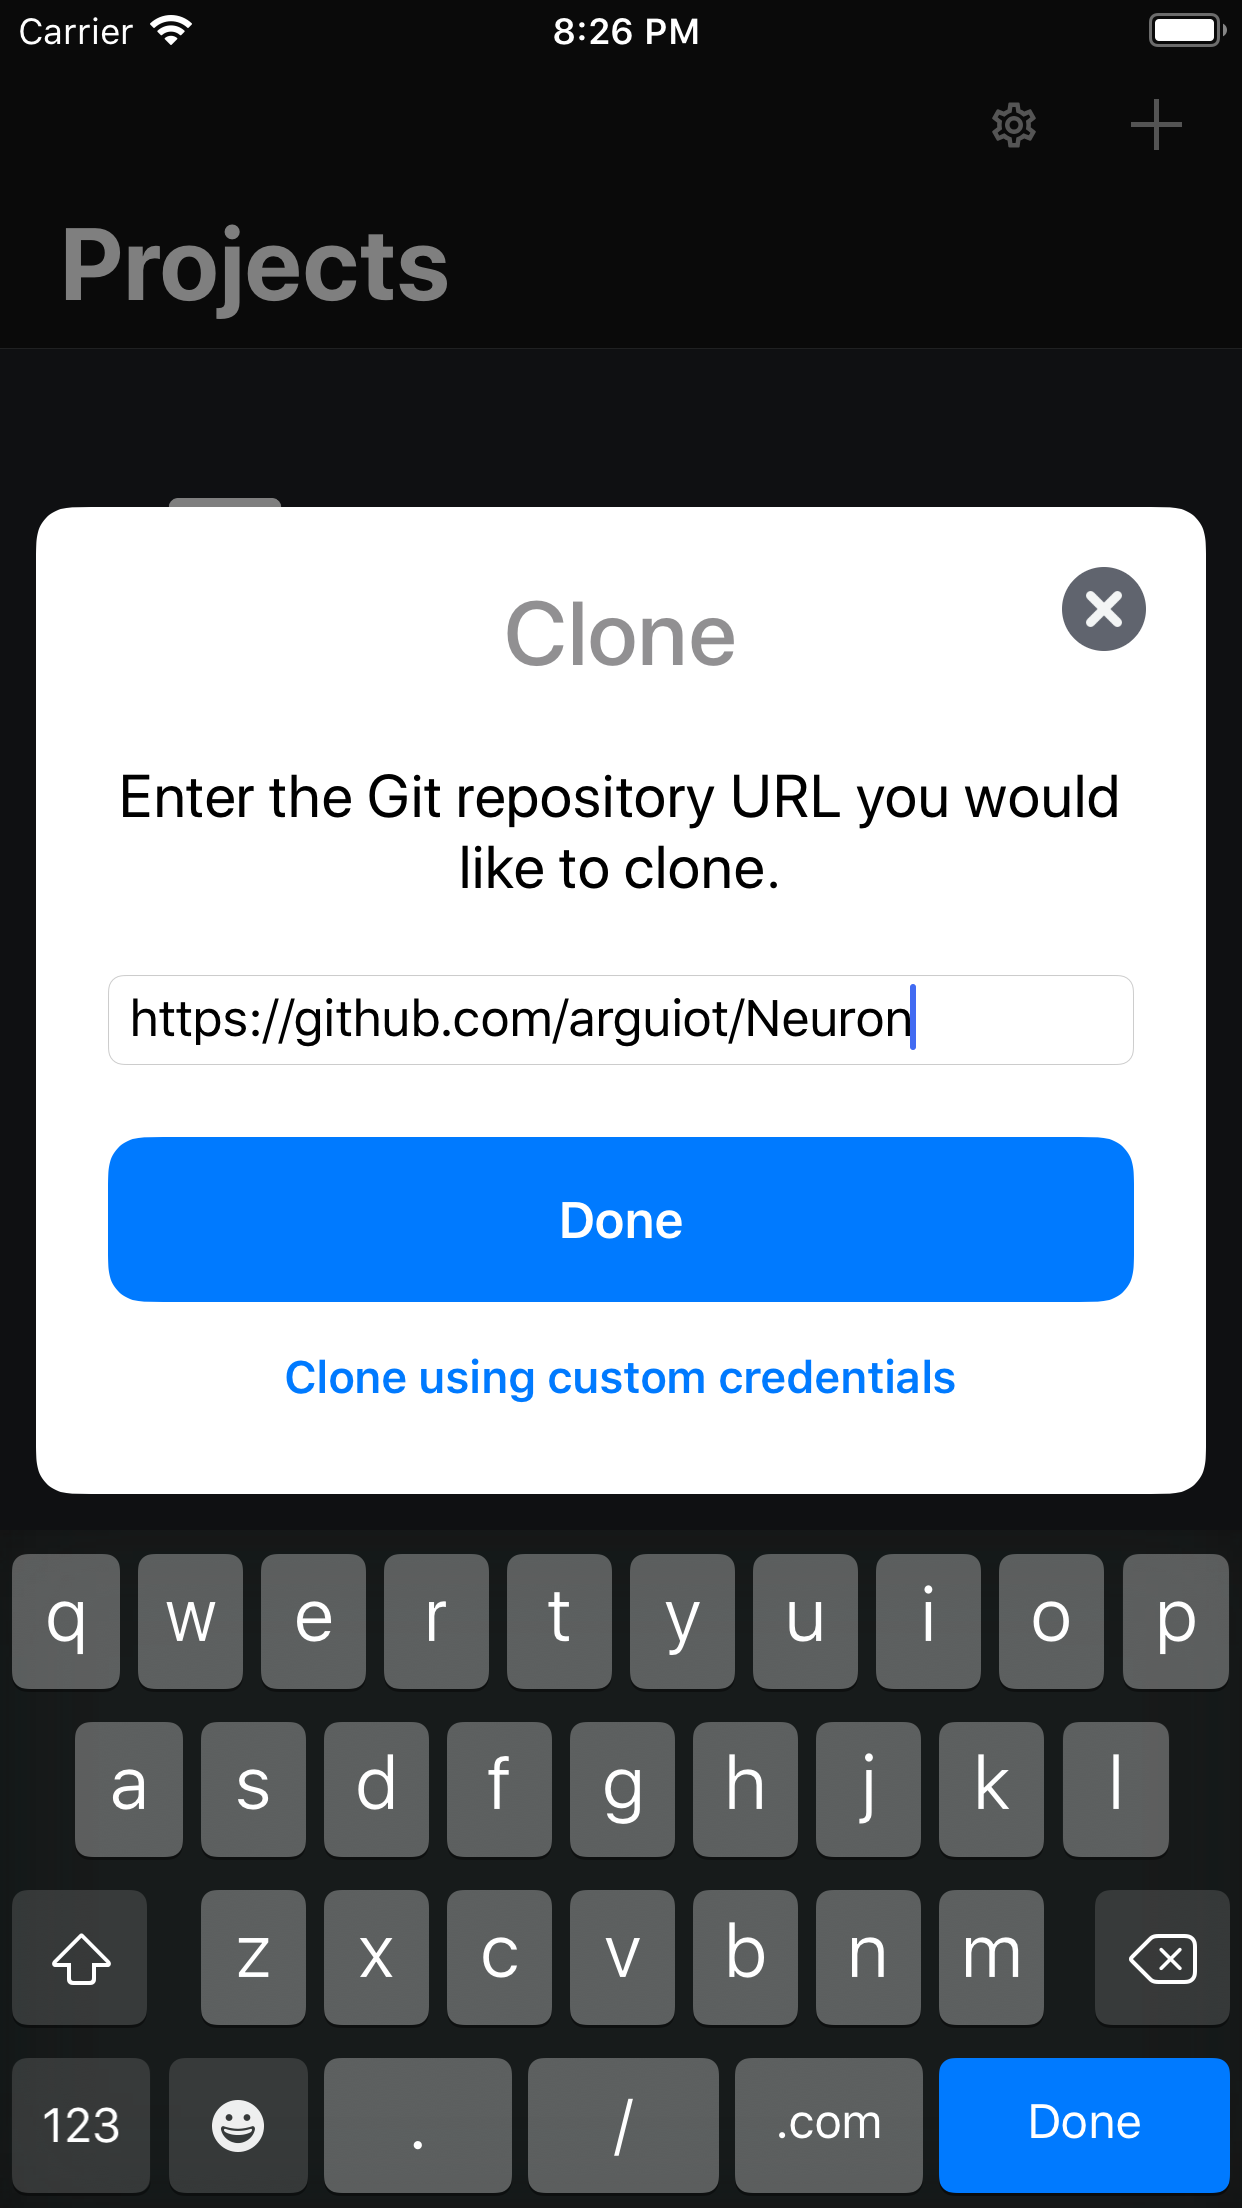 Carrier 8:26 PM
Projects
Clone
Enter the Git repository URL you would
like to clone.
https://github.com/arguiot/Neuron
Done
Clone using custom credentials
q w e r t y u i o p
a s d f g h j k l
z x c v b n m
123 . / .com Done